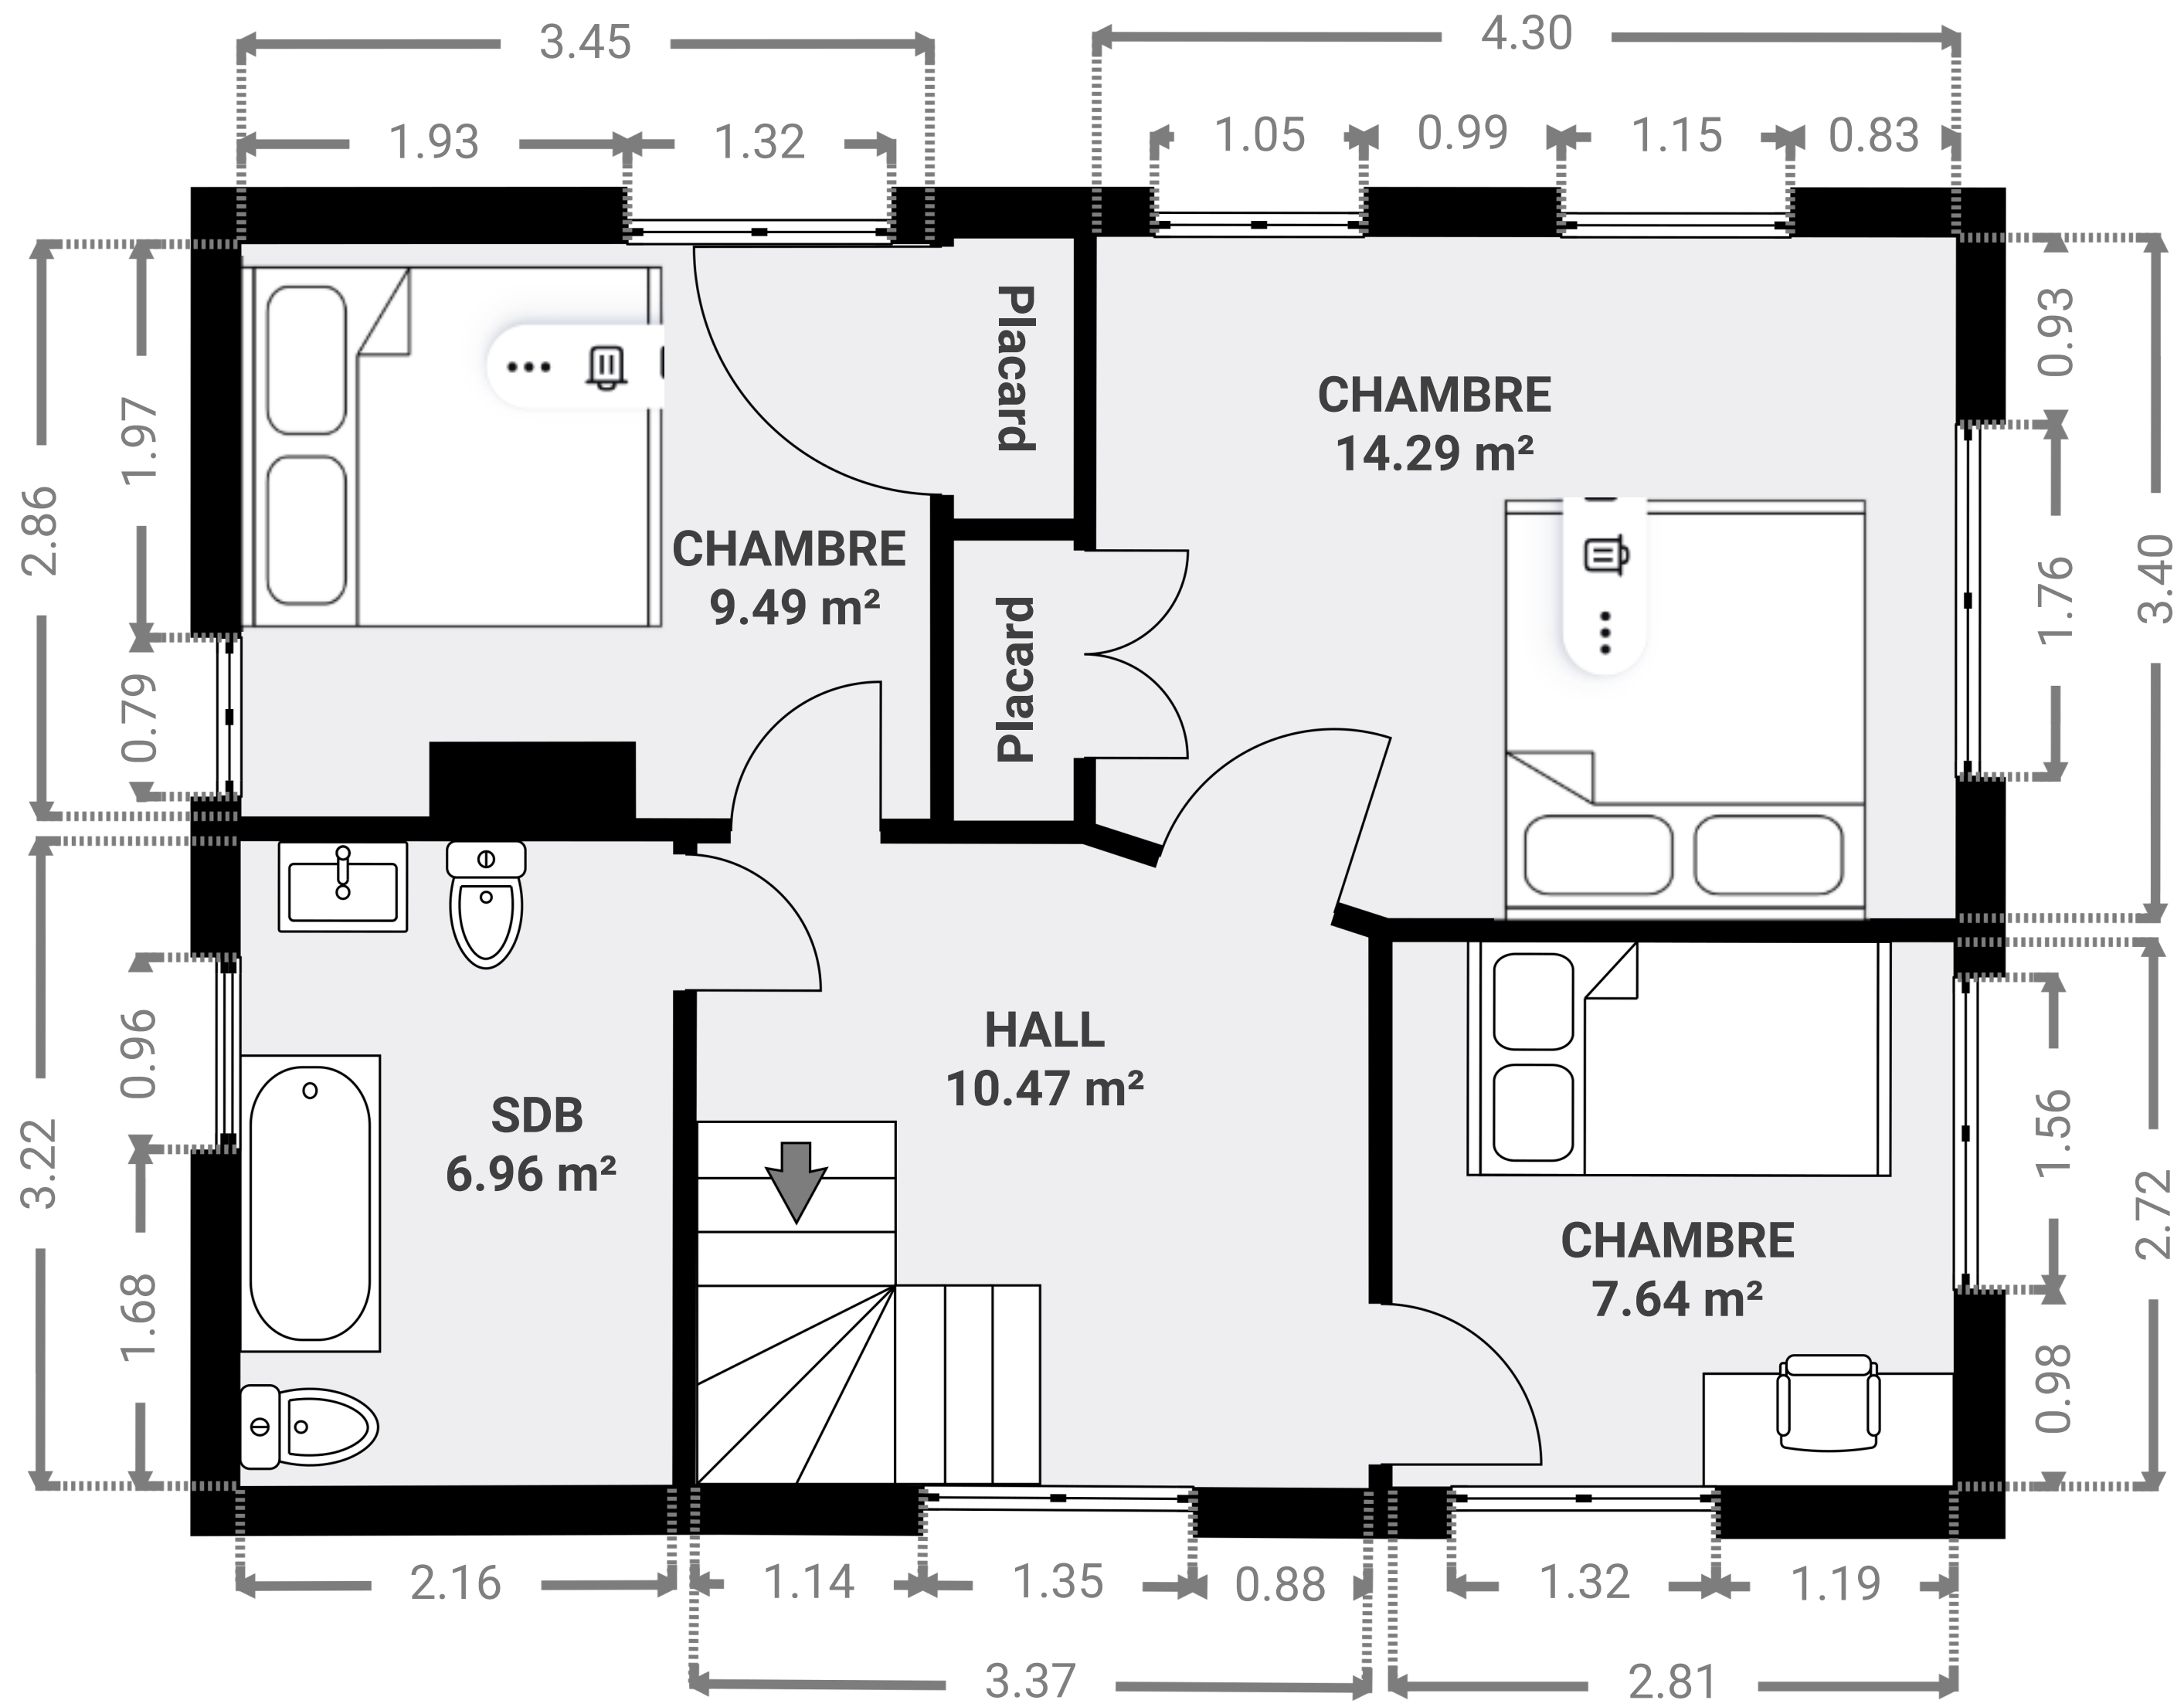 3.45
4.30
1.93
1.32
1.05
0.99
1.15
0.83
2.86
1.97
0.79
Placard
CHAMBRE
14.29 m²
0.93
1.76
3.40
CHAMBRE
9.49 m²
Placard
3.22
0.96
1.68
SDB
6.96 m²
HALL
10.47 m²
CHAMBRE
7.64 m²
1.56
0.98
2.72
2.16
1.14
1.35
0.88
1.32
1.19
3.37
2.81